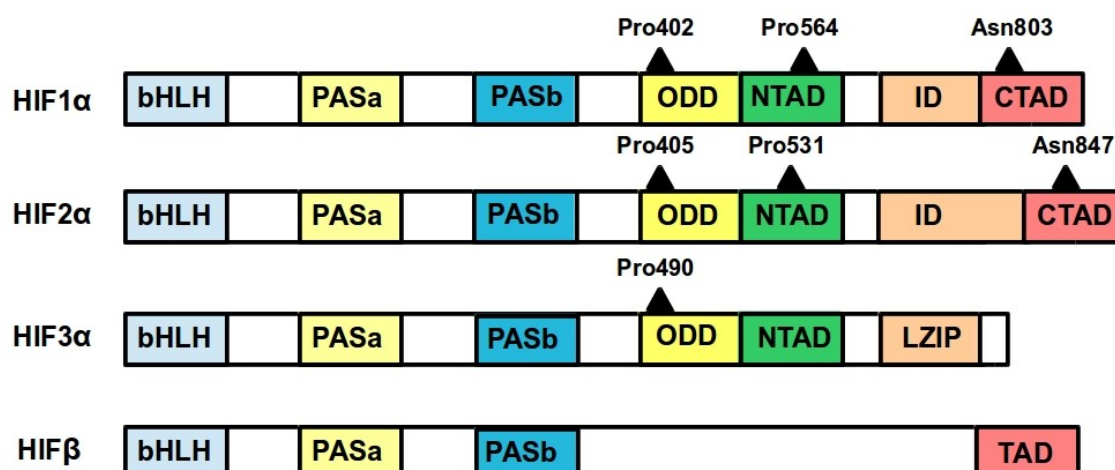 Pro402 Pro564 Asn803
HIF1α bHLH PASa PASb ODD NTAD ID CTAD
Pro405 Pro531 Asn847
HIF2α bHLH PASa PASb ODD NTAD ID CTAD
Pro490
HIF3α bHLH PASa PASb ODD NTAD LZIP
HIFβ bHLH PASa PASb TAD